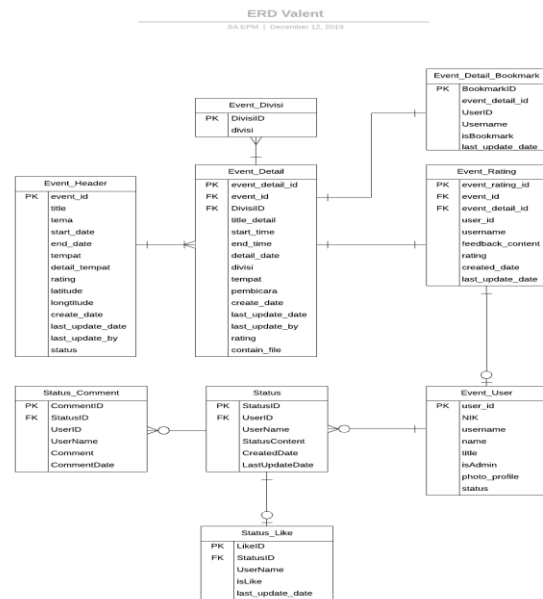 ERD Valent
SA EPM | December 12, 2019
Event_Detail_Bookmark
PK BookmarkID
event_detail_id
UserID
Username
isBookmark
last_update_date
Event_Divisi
PK DivisiID
divisi
Event_Header
PK event_id
title
tema
start_date
end_date
tempat
detail_tempat
rating
latitude
longtitude
create_date
last_update_date
last_update_by
status
Event_Detail
PK event_detail_id
FK event_id
FK DivisiID
title_detail
start_time
end_time
detail_date
divisi
tempat
pembicara
create_date
last_update_date
last_update_by
rating
contain_file
Event_Rating
PK event_rating_id
FK event_id
FK event_detail_id
user_id
username
feedback_content
rating
created_date
last_update_date
Status_Comment
PK CommentID
FK StatusID
UserID
UserName
Comment
CommentDate
Status
PK StatusID
FK UserID
UserName
StatusContent
CreatedDate
LastUpdateDate
Event_User
PK user_id
NIK
username
name
title
isAdmin
photo_profile
status
Status_Like
PK LikeID
FK StatusID
UserName
isLike
last_update_date